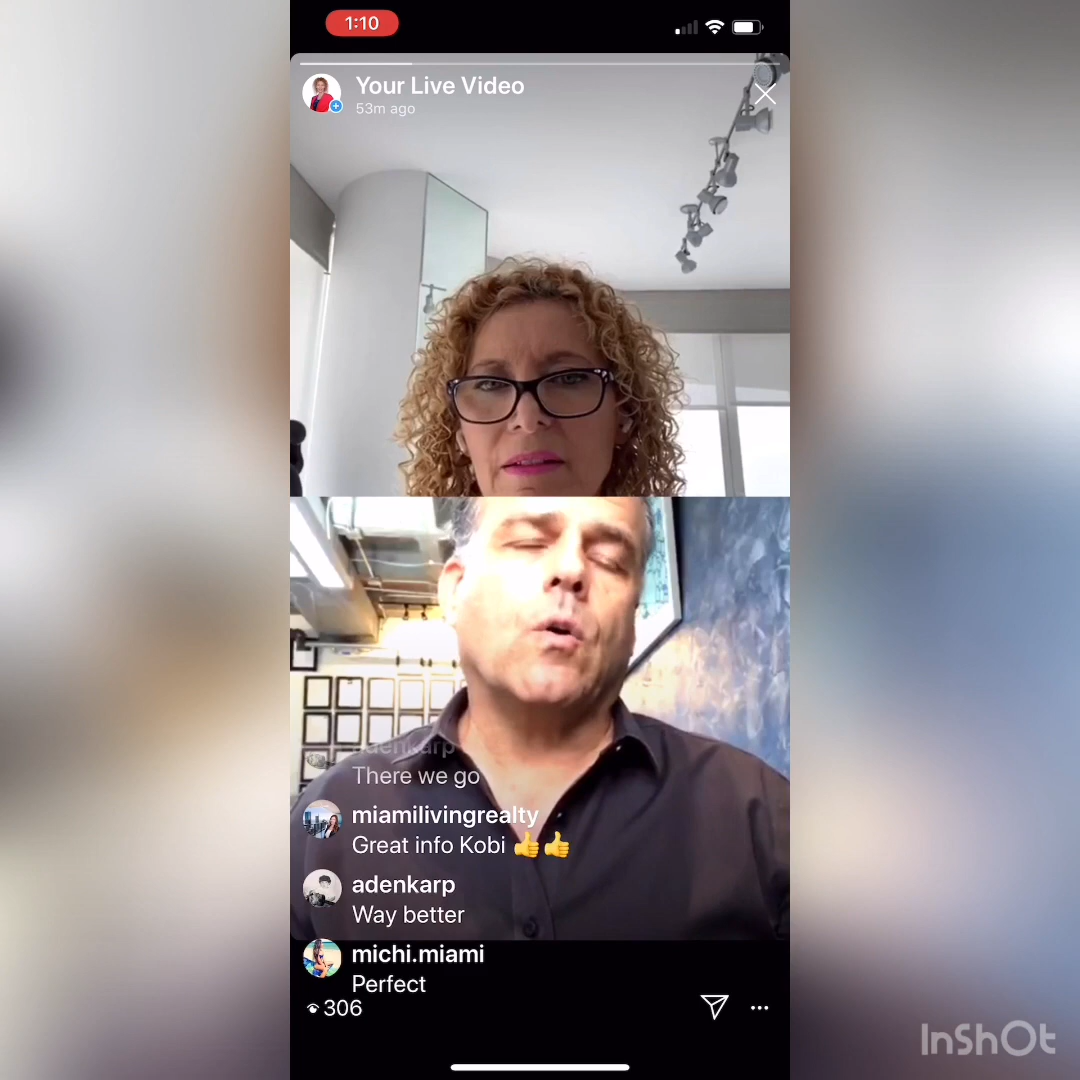 1:10
Your Live Video
53m ago
adenkarp
There we go
miamilivingrealty
Great info Kobi 👍👍
adenkarp
Way better
michi.miami
Perfect
306
InShOt